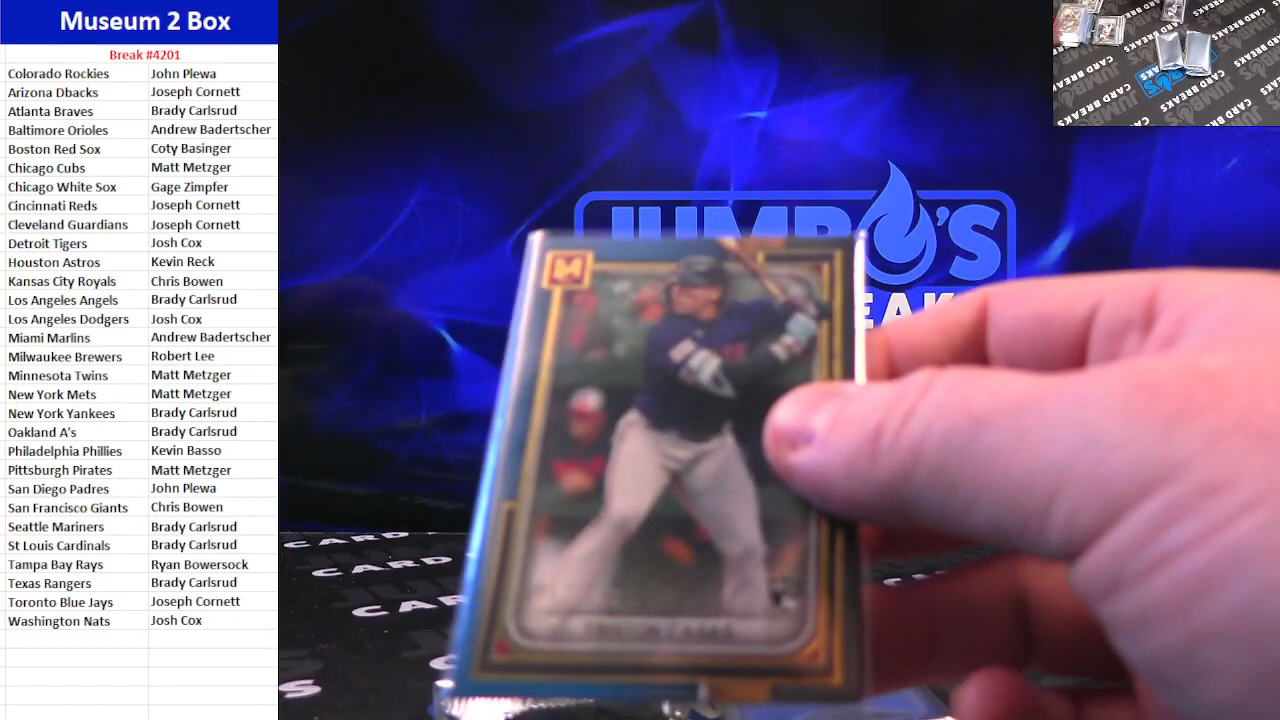 Museum 2 Box
Break #4201
Colorado Rockies John Plewa
Arizona Dbacks Joseph Cornett
Atlanta Braves Brady Carlsrud
Baltimore Orioles Andrew Badertscher
Boston Red Sox Coty Basinger
Chicago Cubs Matt Metzger
Chicago White Sox Gage Zimpfer
Cincinnati Reds Joseph Cornett
Cleveland Guardians Joseph Cornett
Detroit Tigers Josh Cox
Houston Astros Kevin Reck
Kansas City Royals Chris Bowen
Los Angeles Angels Brady Carlsrud
Los Angeles Dodgers Josh Cox
Miami Marlins Andrew Badertscher
Milwaukee Brewers Robert Lee
Minnesota Twins Matt Metzger
New York Mets Matt Metzger
New York Yankees Brady Carlsrud
Oakland A's Brady Carlsrud
Philadelphia Phillies Kevin Basso
Pittsburgh Pirates Matt Metzger
San Diego Padres John Plewa
San Francisco Giants Chris Bowen
Seattle Mariners Brady Carlsrud
St Louis Cardinals Brady Carlsrud
Tampa Bay Rays Ryan Bowersock
Texas Rangers Brady Carlsrud
Toronto Blue Jays Joseph Cornett
Washington Nats Josh Cox
JUMBO'S
CARD
CARD
CARD
CARD BREAKS
CARD BREAKS
CARD BREAKS